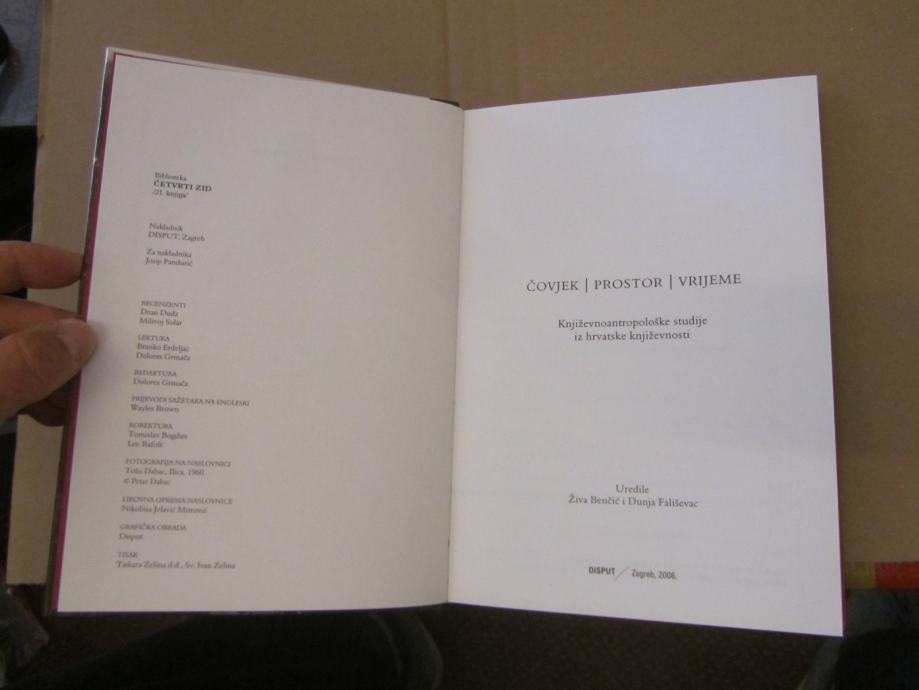 Biblioteka
ČETVRTI ZID
/21. knjiga/
Nakladnik
DISPUT, Zagreb
Za nakladnika
Josip Pandurić
RECENZENTI
Dean Duda
Milivoj Solar
LEKTURA
Branko Erdeljac
Dolores Grmača
REDAKTURA
Dolores Grmača
PRIJEVODI SAŽETAKA NA ENGLESKI
Wayles Brown
KOREKTURA
Tomislav Bogdan
Leo Rafolt
FOTOGRAFIJA NA NASLOVNICI
Tošo Dabac, Ilica, 1960.
© Petar Dabac
LIKOVNA OPREMA NASLOVNICE
Nikolina Jelavić Mitrović
GRAFIČKA OBRADA
Disput
TISAK
Tiskara Zelina d.d., Sv. Ivan Zelina
ČOVJEK | PROSTOR | VRIJEME
Književnoantropološke studije
iz hrvatske književnosti
Uredile
Živa Benčić i Dunja Fališevac
DISPUT / Zagreb, 2006.